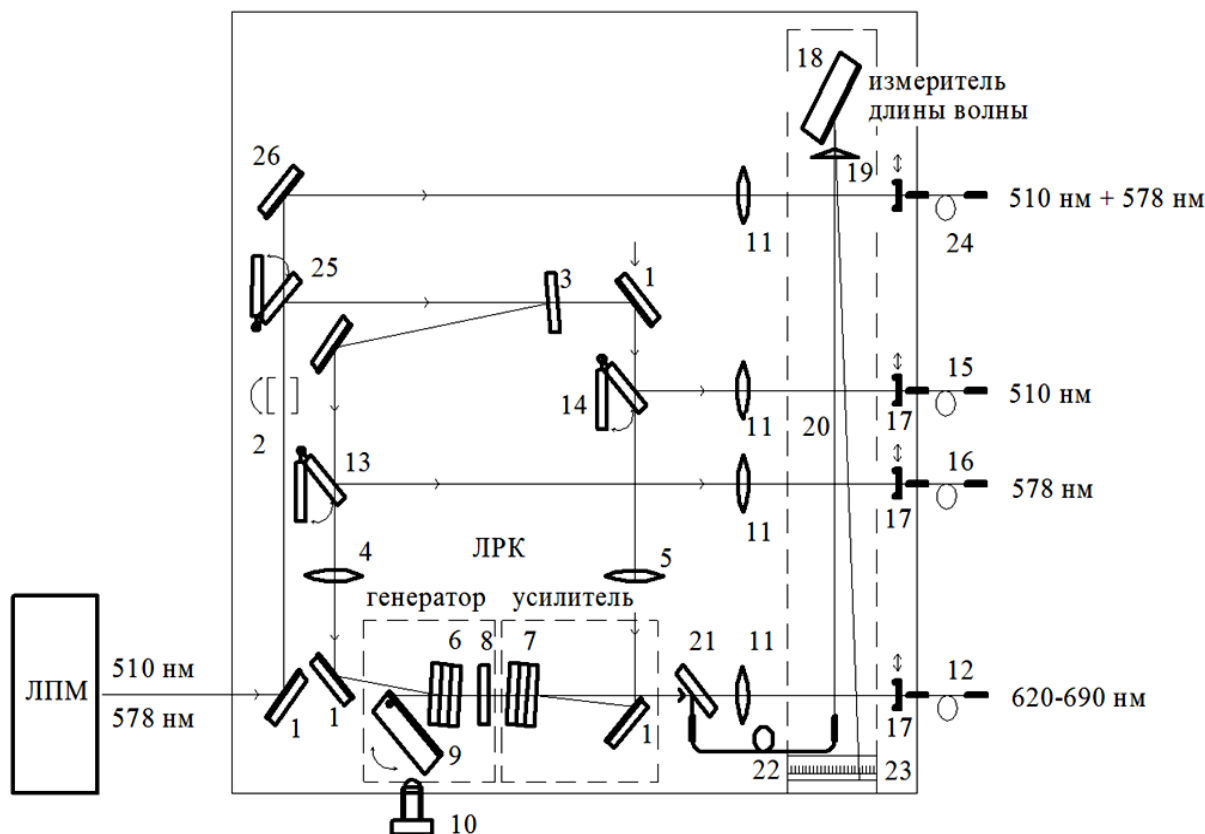 18
измеритель
длины волны
26
19
510 нм + 578 нм
11
24
25
3
1
14
15
510 нм
11
17
20
2
13
16
578 нм
11
17
ЛРК
4
5
генератор
усилитель
6
8
7
21
11
12
510 нм
ЛПМ
620-690 нм
578 нм
1
1
1
17
9
22
23
10